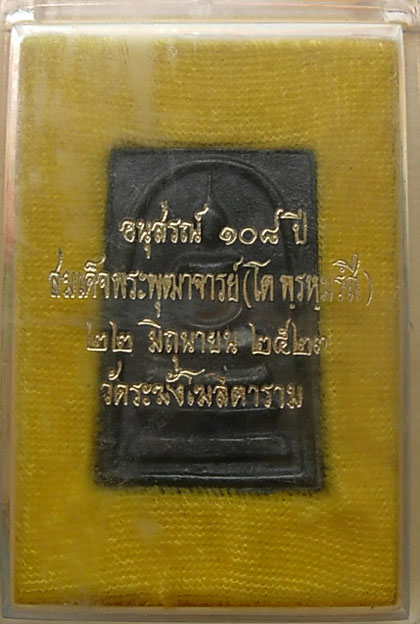 อนุสรณ์ ๑๐๘ ปี
สมเด็จพระพุฒาจารย์ (โต พรหมรังสี)
๒๒ มิถุนายน ๒๕๒๓
วัดระฆังโฆสิตาราม